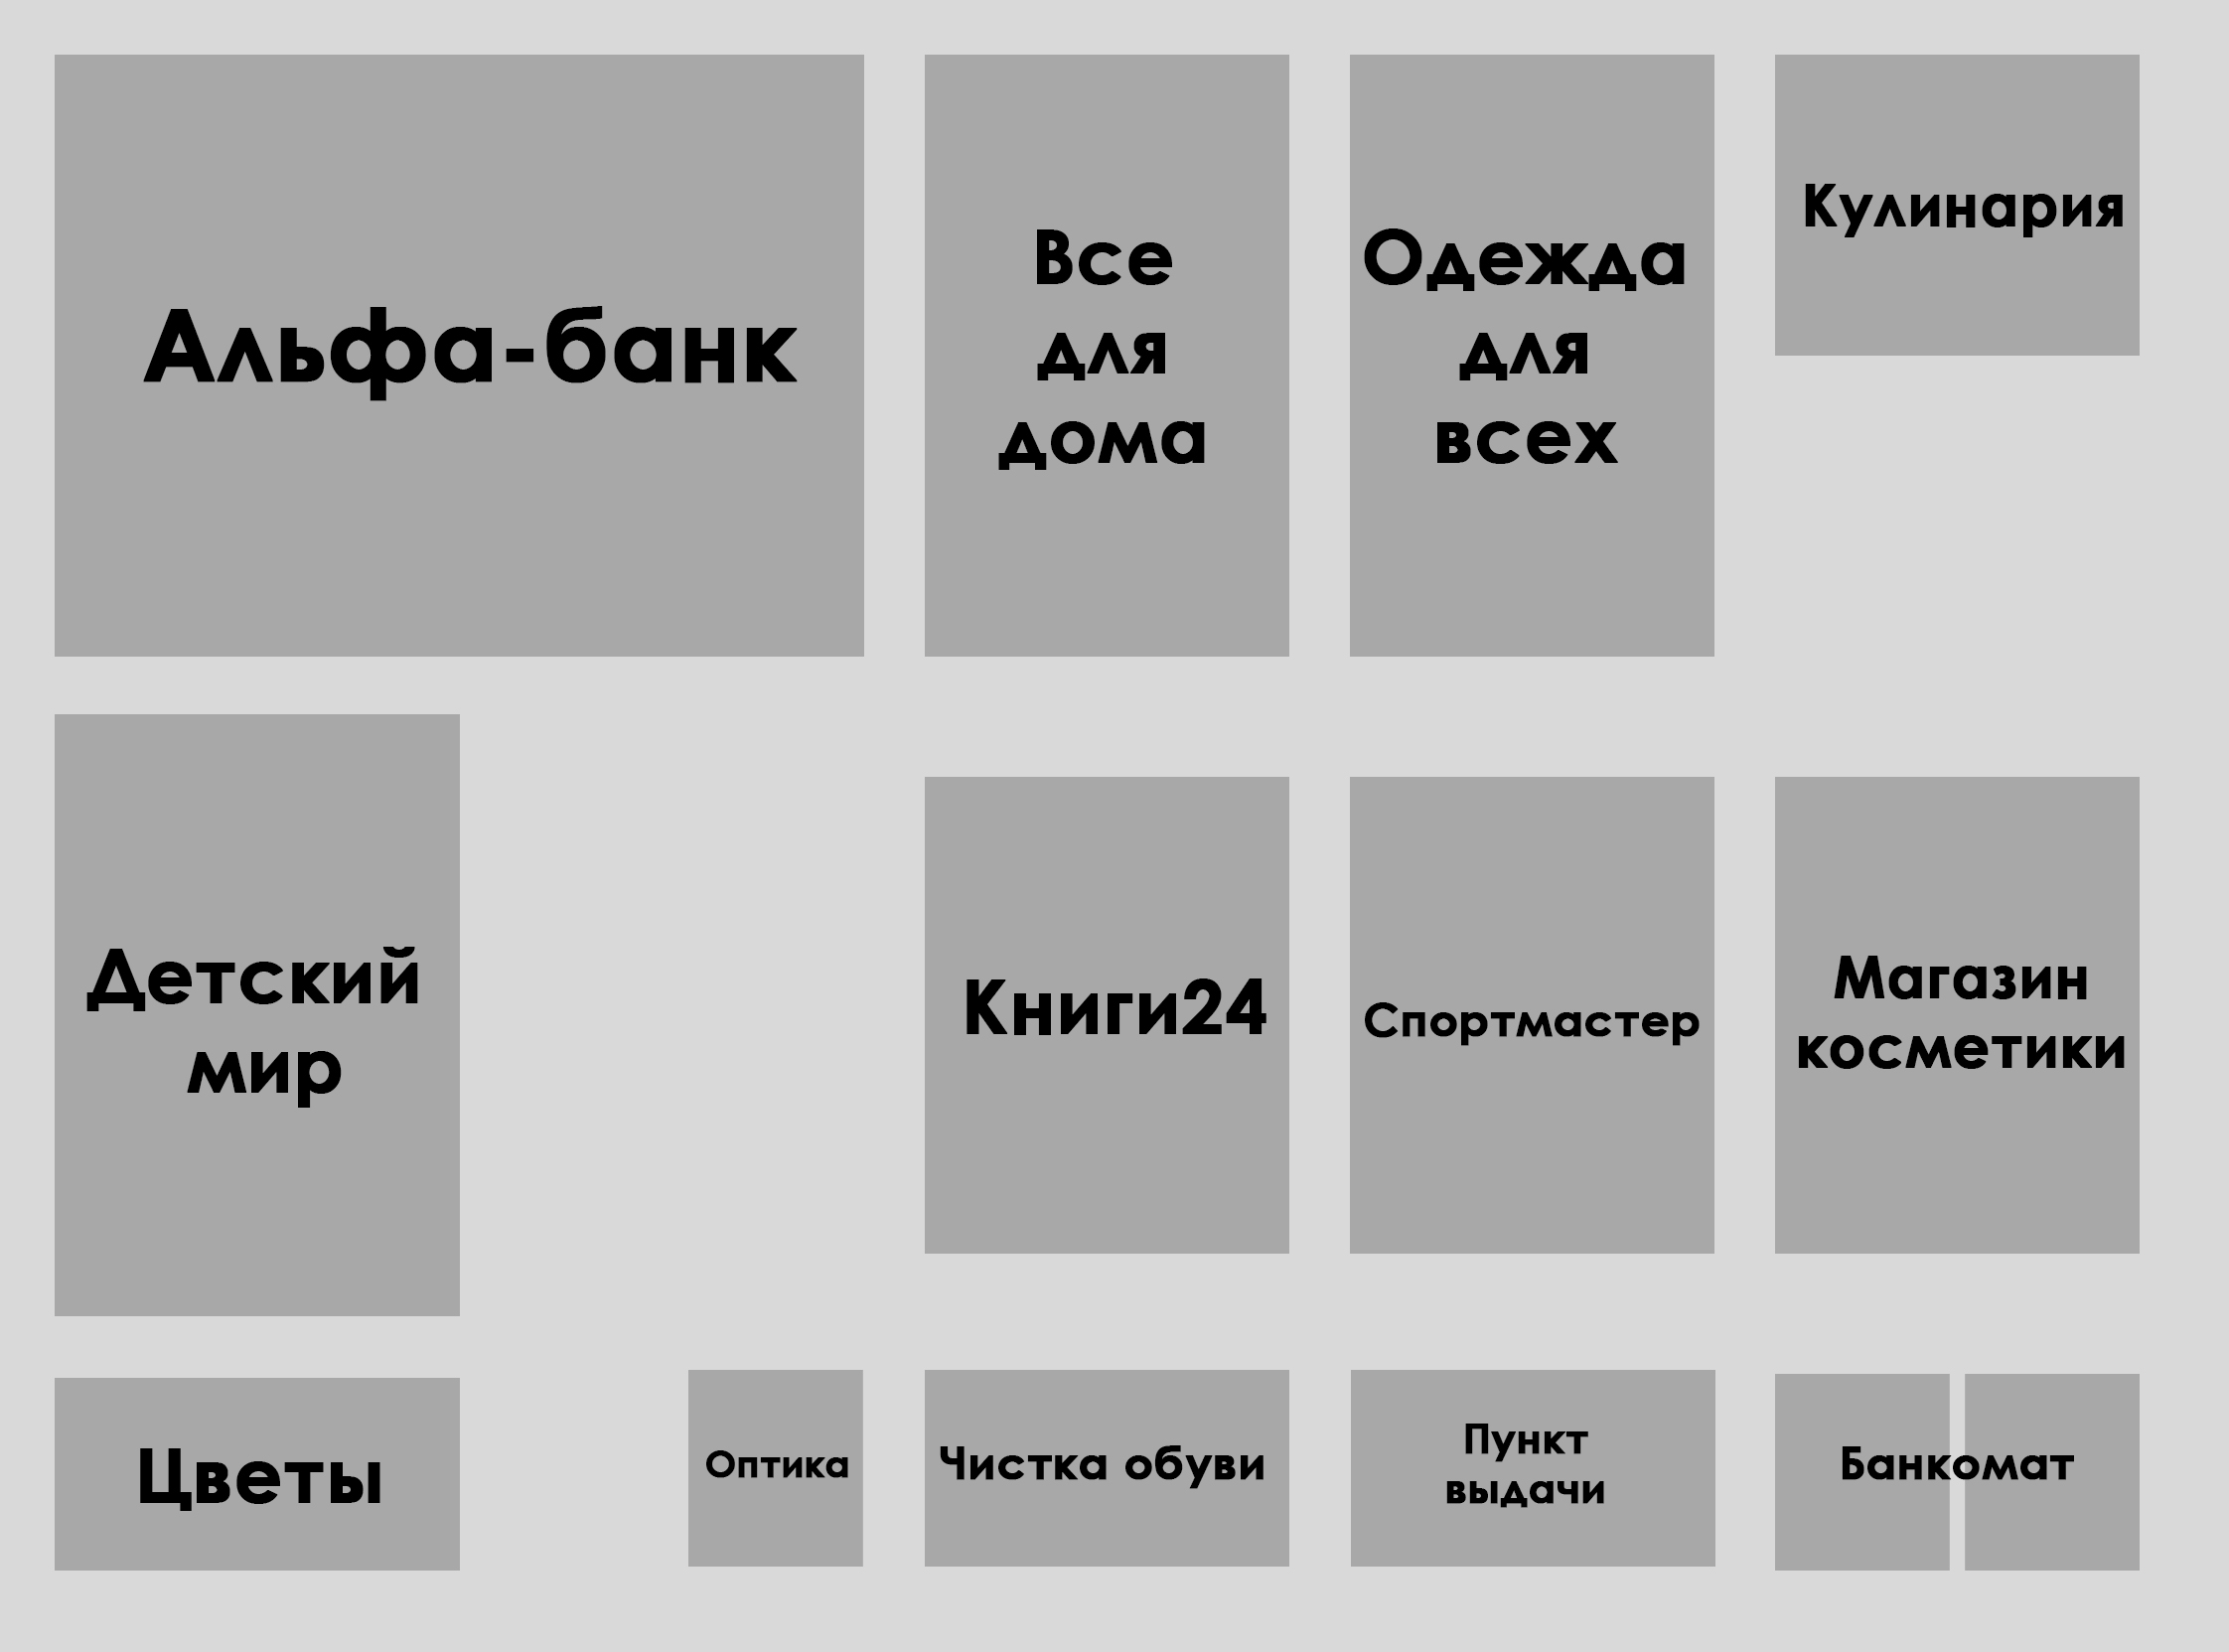 Альфа-банк
Все
для
дома
Одежда
для
всех
Кулинария
Детский
мир
Книги24
Спортмастер
Магазин
косметики
Цветы
Оптика
Чистка обуви
Пункт
выдачи
Банкомат